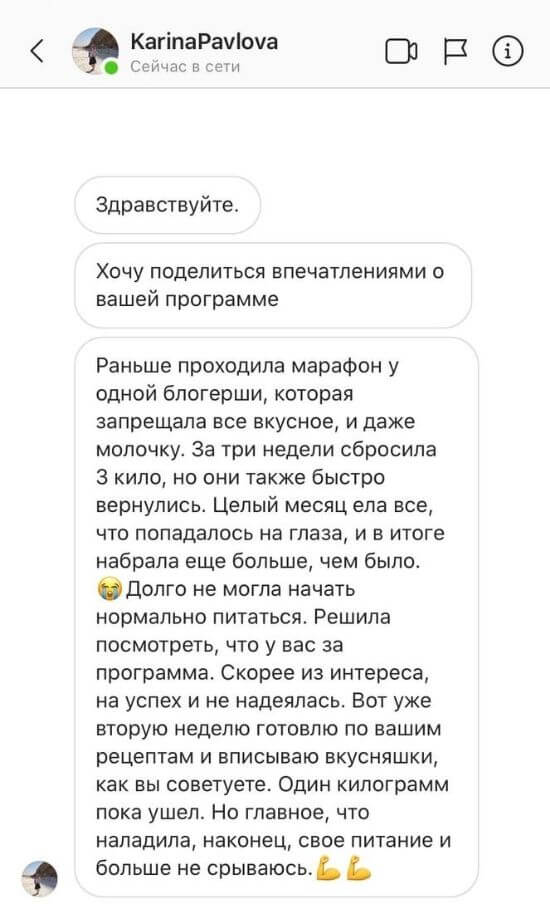 KarinaPavlova
Сейчас в сети
Здравствуйте.
Хочу поделиться впечатлениями о
вашей программе
Раньше проходила марафон у
одной блогерши, которая
запрещала все вкусное, и даже
молочку. За три недели сбросила
3 кило, но они также быстро
вернулись. Целый месяц ела все,
что попадалось на глаза, и в итоге
набрала еще больше, чем было.
😭Долго не могла начать
нормально питаться. Решила
посмотреть, что у вас за
программа. Скорее из интереса,
на успех и не надеялась. Вот уже
вторую неделю готовлю по вашим
рецептам и вписываю вкусняшки,
как вы советуете. Один килограмм
пока ушел. Но главное, что
наладила, наконец, свое питание и
больше не срываюсь.💪💪